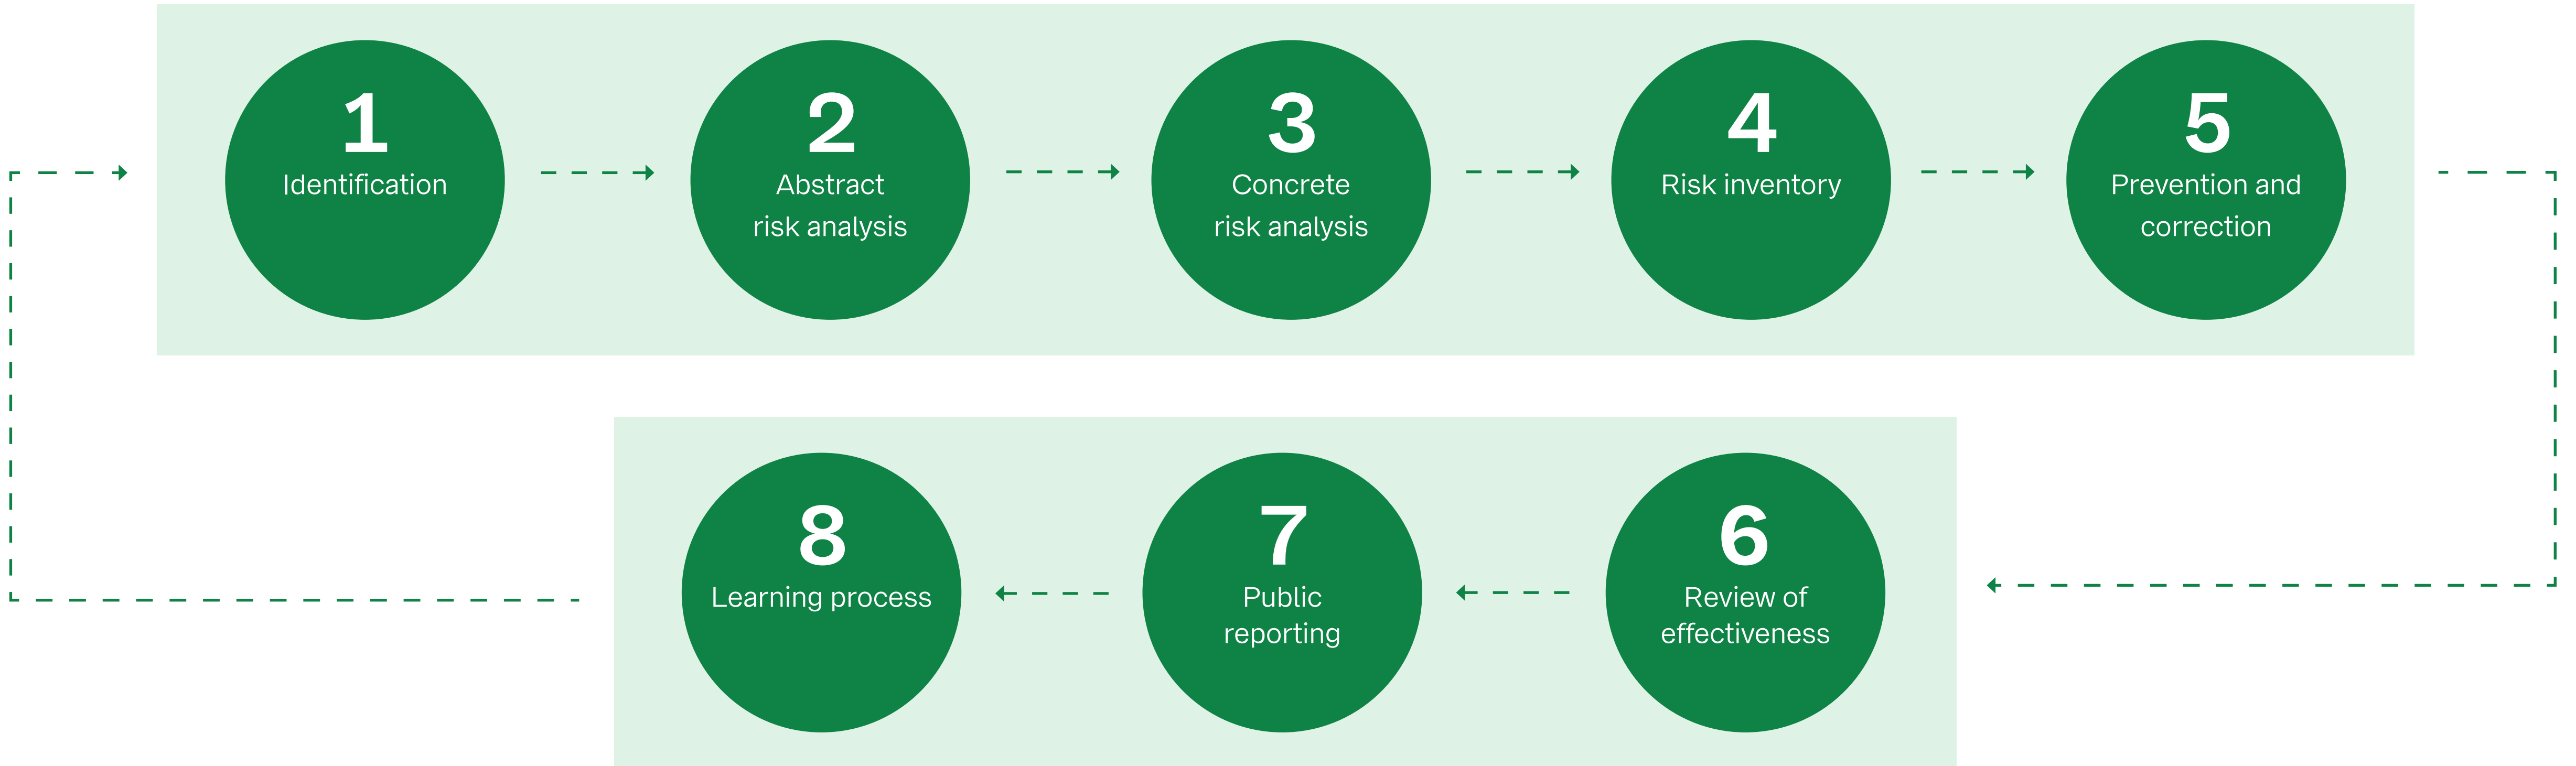 1
Identification
2
Abstract
risk analysis
3
Concrete
risk analysis
4
Risk inventory
5
Prevention and
correction
6
Review of
effectiveness
7
Public
reporting
8
Learning process